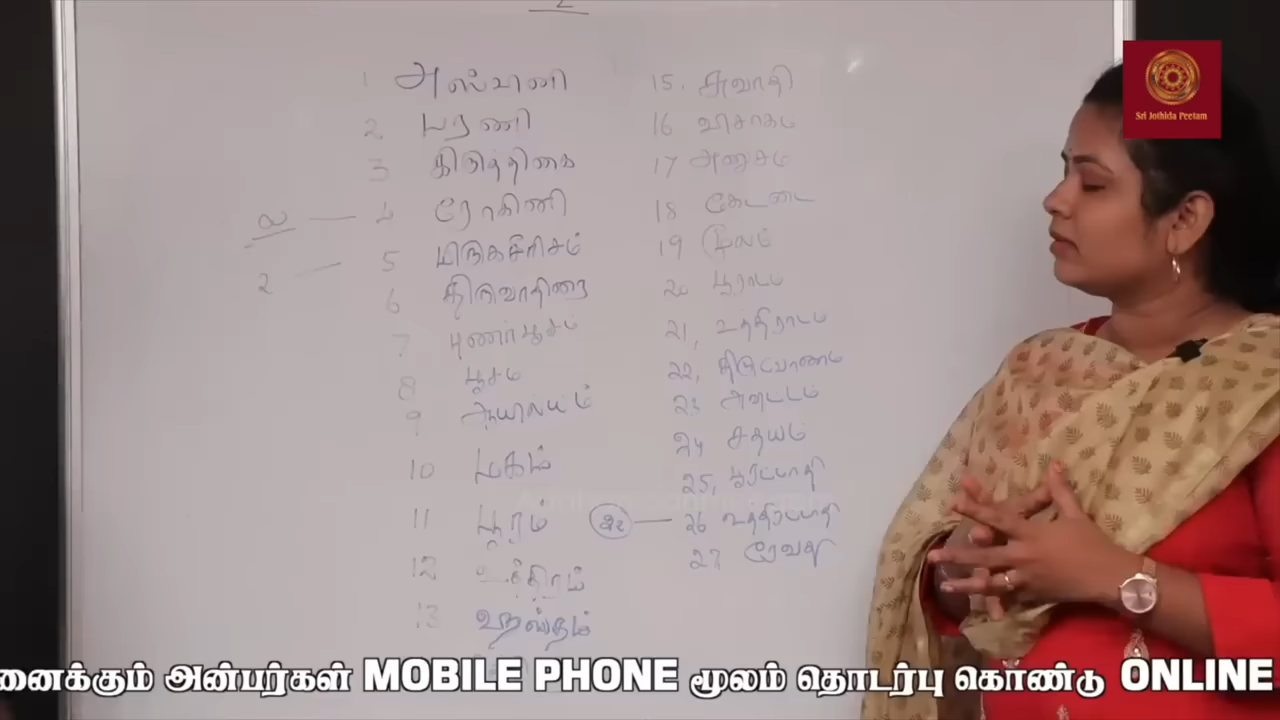 1 அஸ்வினி
2 பரணி
3 கிருத்திகை
ல — 4 ரோகிணி
2 — 5 மிருகசீரிசம்
6 திருவாதிரை
7 புணர்பூசம்
8 பூசம்
9 ஆயில்யம்
10 மகம்
11 பூரம்
12 உத்திரம்
13 ஹஸ்தம்
15. சுவாதி
16 விசாகம்
17 அனுசம்
18 கேட்டை
19 மூலம்
20 பூராடம்
21, உத்திராடம்
22, திருவோணம்
23 அவிட்டம்
24 சதயம்
25, பூரட்டாதி
26 உத்திரட்டாதி
27 ரேவதி
Sri Jothida Peetam
னைக்கும் அன்பர்கள் MOBILE PHONE மூலம் தொடர்பு கொண்டு ONLINE